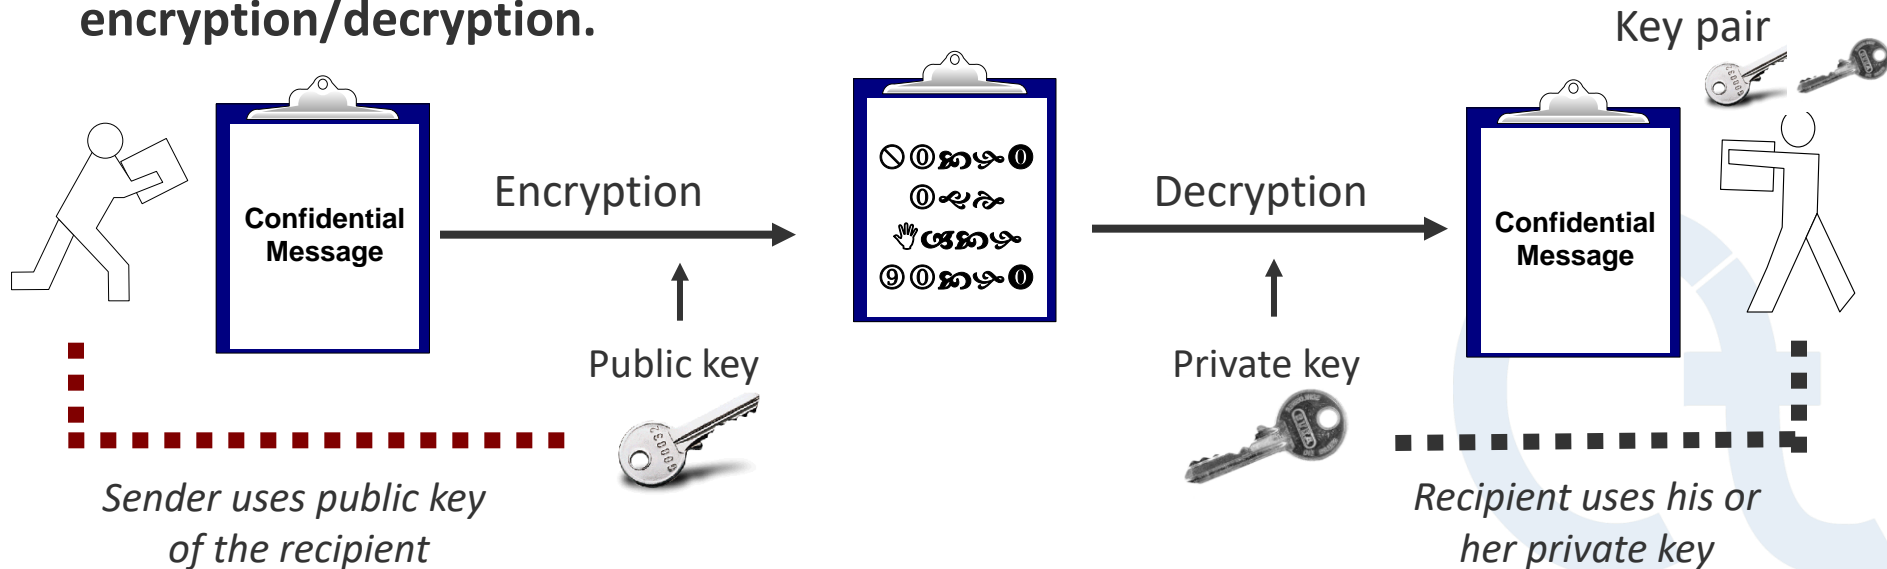 encryption/decryption.
Key pair
Confidential
Message
Encryption
Decryption
Confidential
Message
Public key
Private key
Sender uses public key
of the recipient
Recipient uses his or
her private key